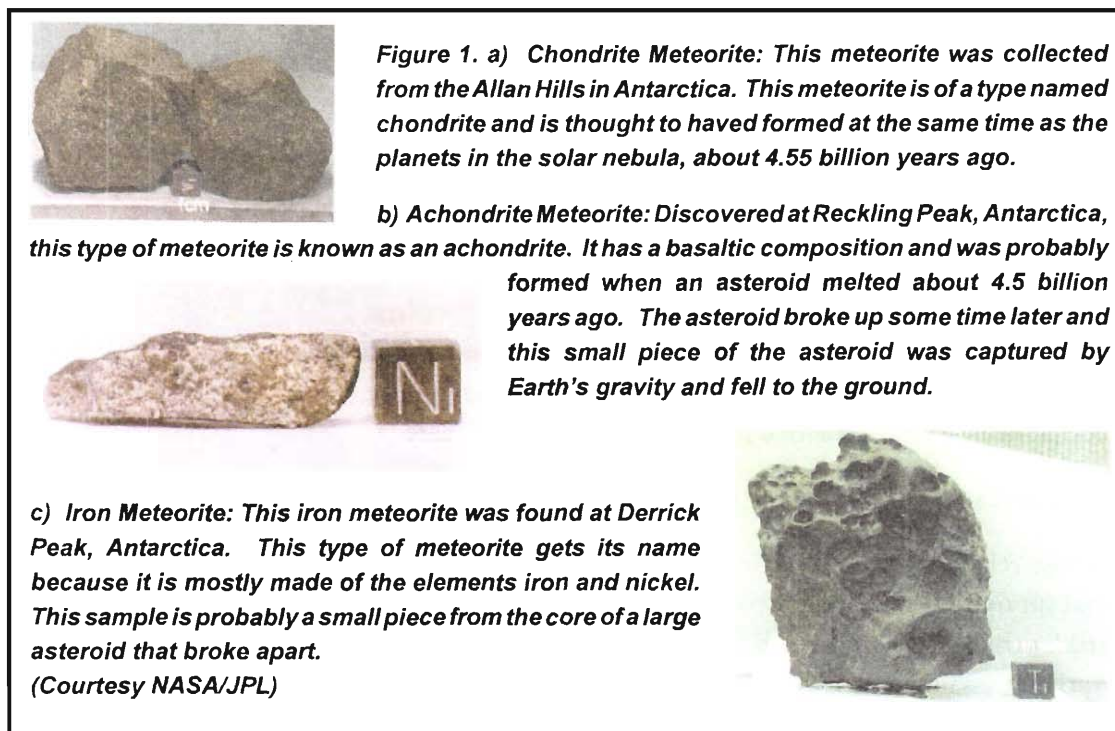 Figure 1. a) Chondrite Meteorite: This meteorite was collected
from the Allan Hills in Antarctica. This meteorite is of a type named
chondrite and is thought to haved formed at the same time as the
planets in the solar nebula, about 4.55 billion years ago.
1cm
b) Achondrite Meteorite: Discovered at Reckling Peak, Antarctica,
this type of meteorite is known as an achondrite. It has a basaltic composition and was probably
formed when an asteroid melted about 4.5 billion
years ago. The asteroid broke up some time later and
this small piece of the asteroid was captured by
Earth's gravity and fell to the ground.
N1
c) Iron Meteorite: This iron meteorite was found at Derrick
Peak, Antarctica. This type of meteorite gets its name
because it is mostly made of the elements iron and nickel.
This sample is probably a small piece from the core of a large
asteroid that broke apart.
(Courtesy NASA/JPL)
T1